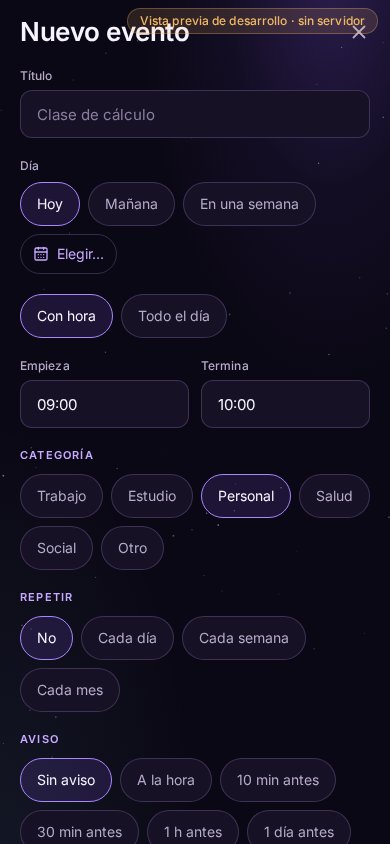 Vista previa de desarrollo · sin servidor
Nuevo evento
Título
Clase de cálculo
Día
Hoy Mañana En una semana
Elegir...
Con hora Todo el día
Empieza Termina
09:00 10:00
CATEGORÍA
Trabajo Estudio Personal Salud
Social Otro
REPETIR
No Cada día Cada semana
Cada mes
AVISO
Sin aviso A la hora 10 min antes
30 min antes 1 h antes 1 día antes